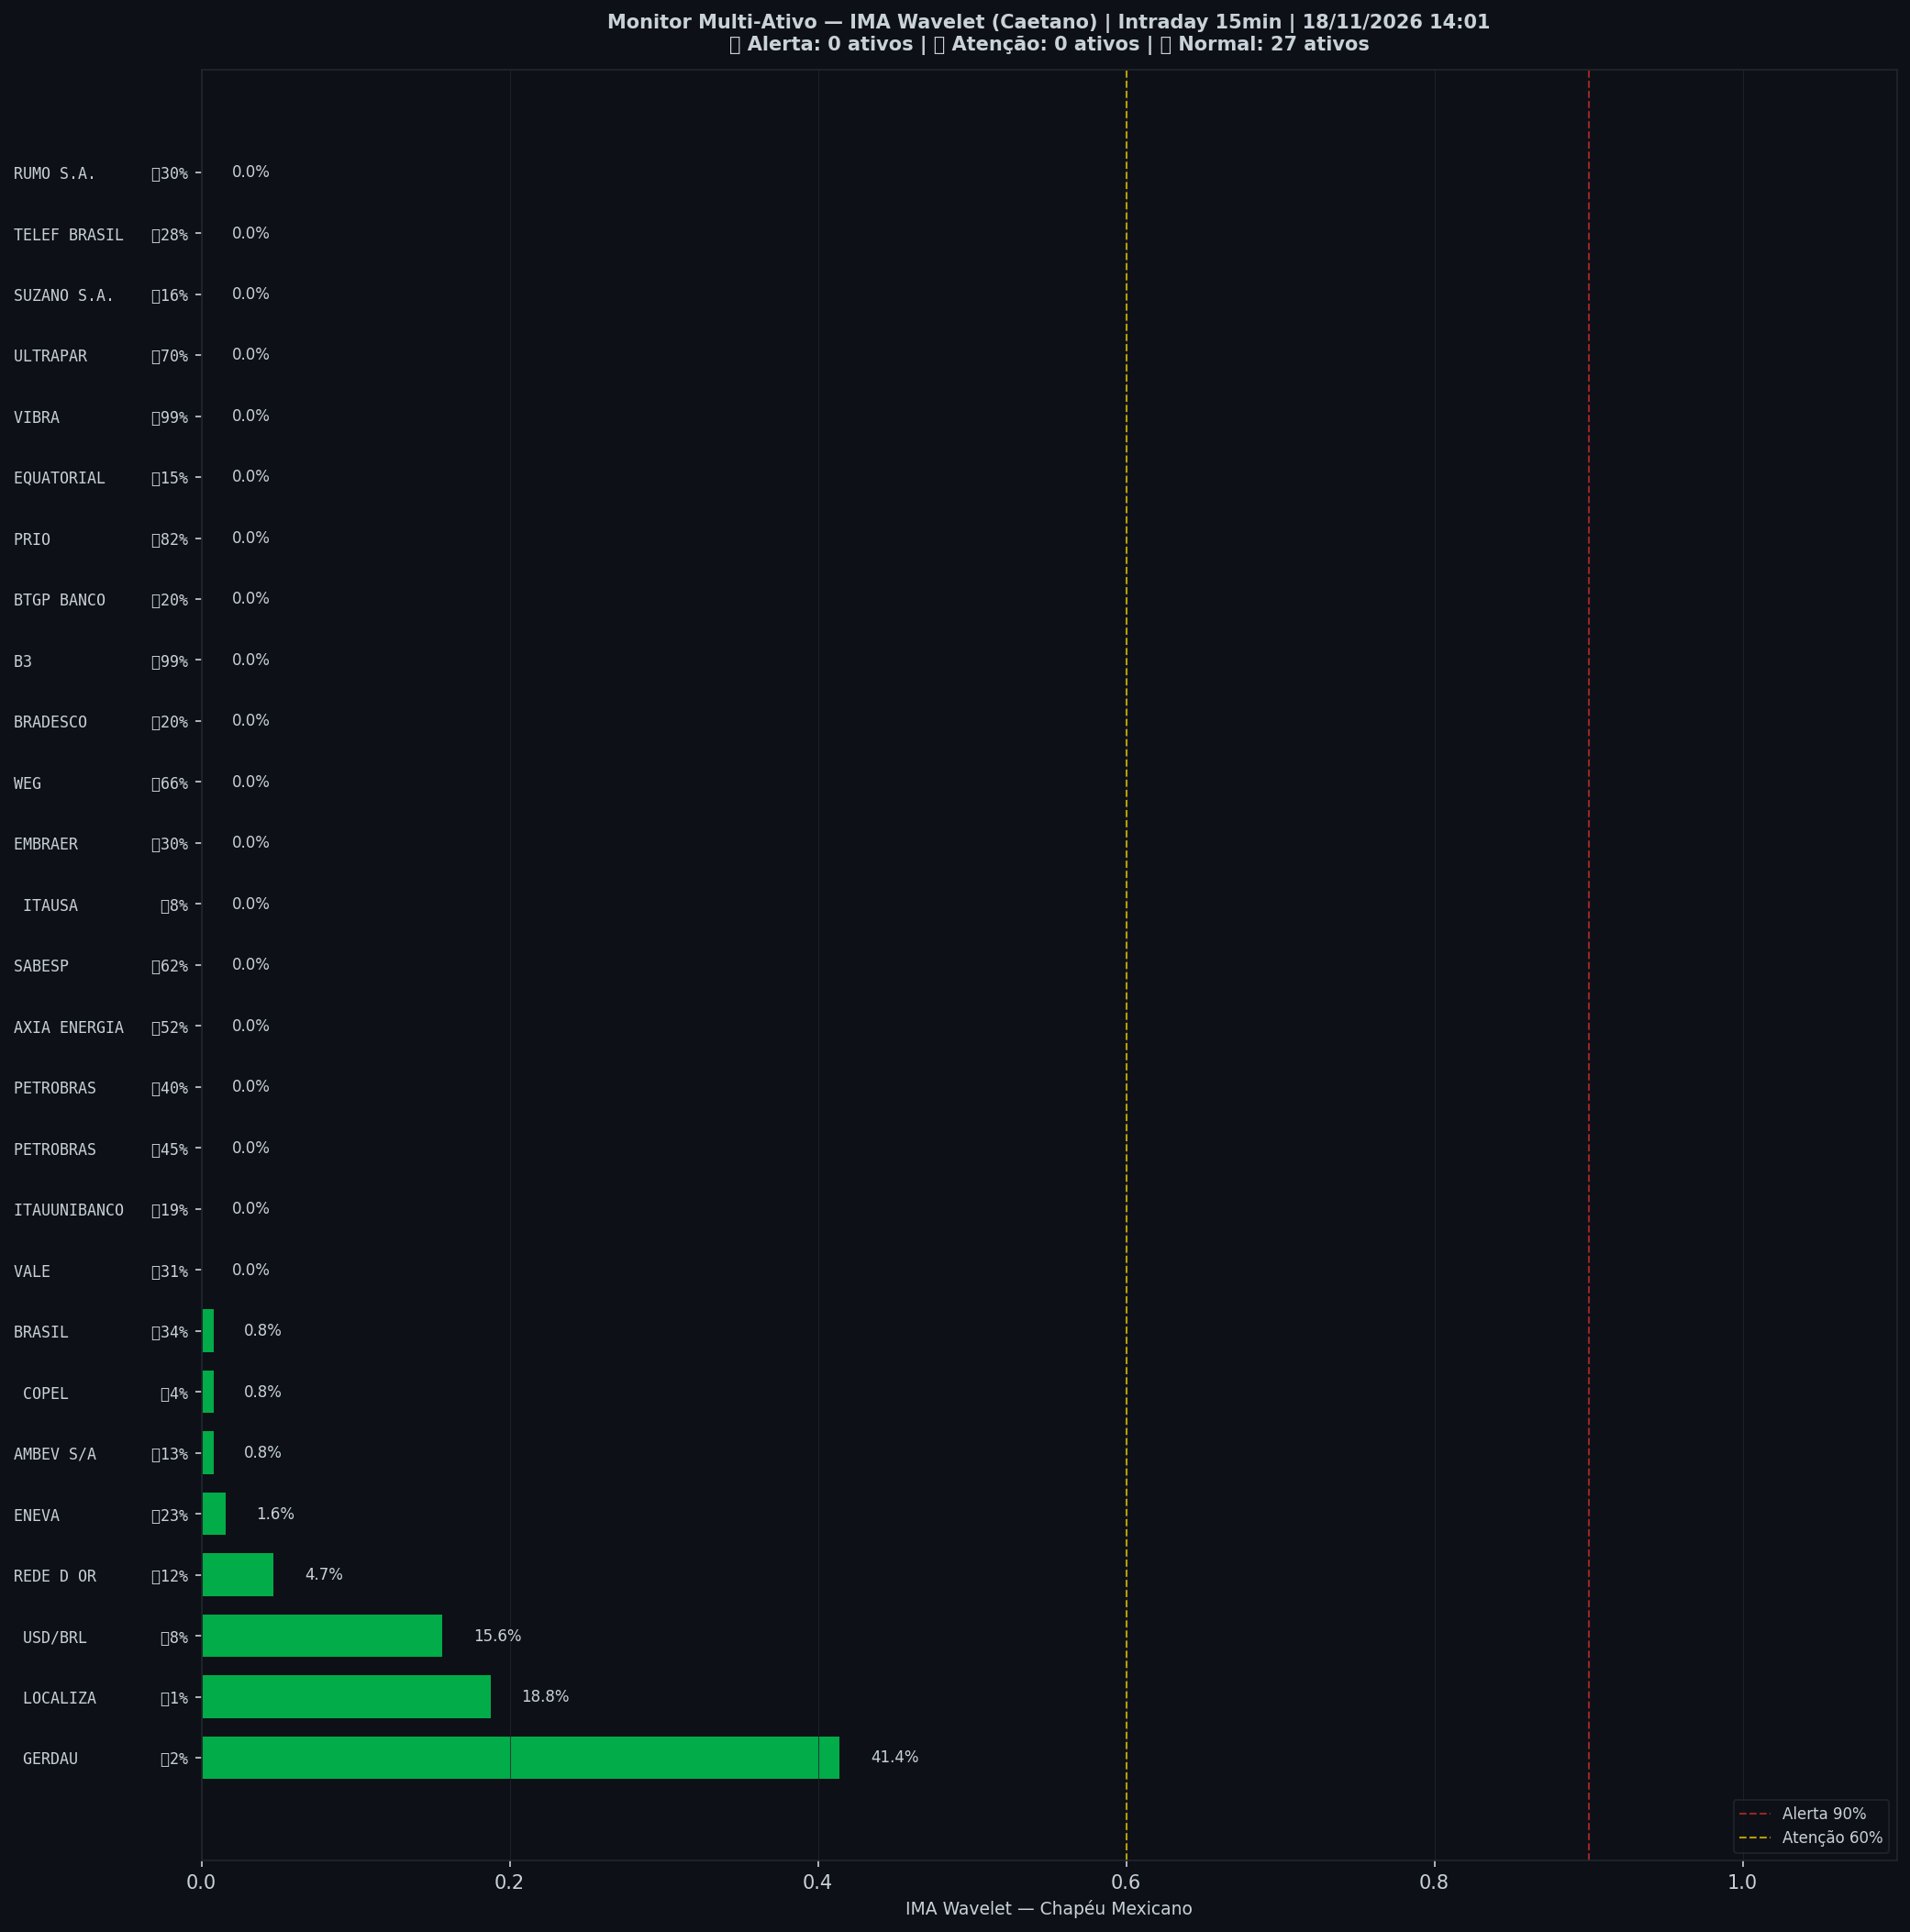 Monitor Multi-Ativo — IMA Wavelet (Caetano) | Intraday 15min | 18/11/2026 14:01
Alerta: 0 ativos | Atenção: 0 ativos | Normal: 27 ativos
RUMO S.A. 30% 0.0%
TELEF BRASIL 28% 0.0%
SUZANO S.A. 16% 0.0%
ULTRAPAR 70% 0.0%
VIBRA 99% 0.0%
EQUATORIAL 15% 0.0%
PRIO 82% 0.0%
BTGP BANCO 20% 0.0%
B3 99% 0.0%
BRADESCO 20% 0.0%
WEG 66% 0.0%
EMBRAER 30% 0.0%
ITAUSA 8% 0.0%
SABESP 62% 0.0%
AXIA ENERGIA 52% 0.0%
PETROBRAS 40% 0.0%
PETROBRAS 45% 0.0%
ITAUUNIBANCO 19% 0.0%
VALE 31% 0.0%
BRASIL 34% 0.8%
COPEL 4% 0.8%
AMBEV S/A 13% 0.8%
ENEVA 23% 1.6%
REDE D OR 12% 4.7%
USD/BRL 8% 15.6%
LOCALIZA 1% 18.8%
GERDAU 2% 41.4%
Alerta 90%
Atenção 60%
0.0 0.2 0.4 0.6 0.8 1.0
IMA Wavelet — Chapéu Mexicano